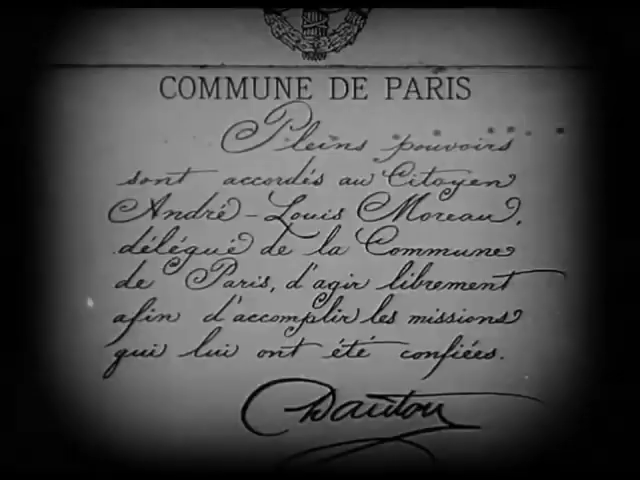 COMMUNE DE PARIS
Pleins pouvoirs
sont accordés au Citoyen
André-Louis Moreau,
délégué de la Commune
de Paris, d'agir librement
afin d'accomplir les missions
qui lui ont été confiées.
Danton